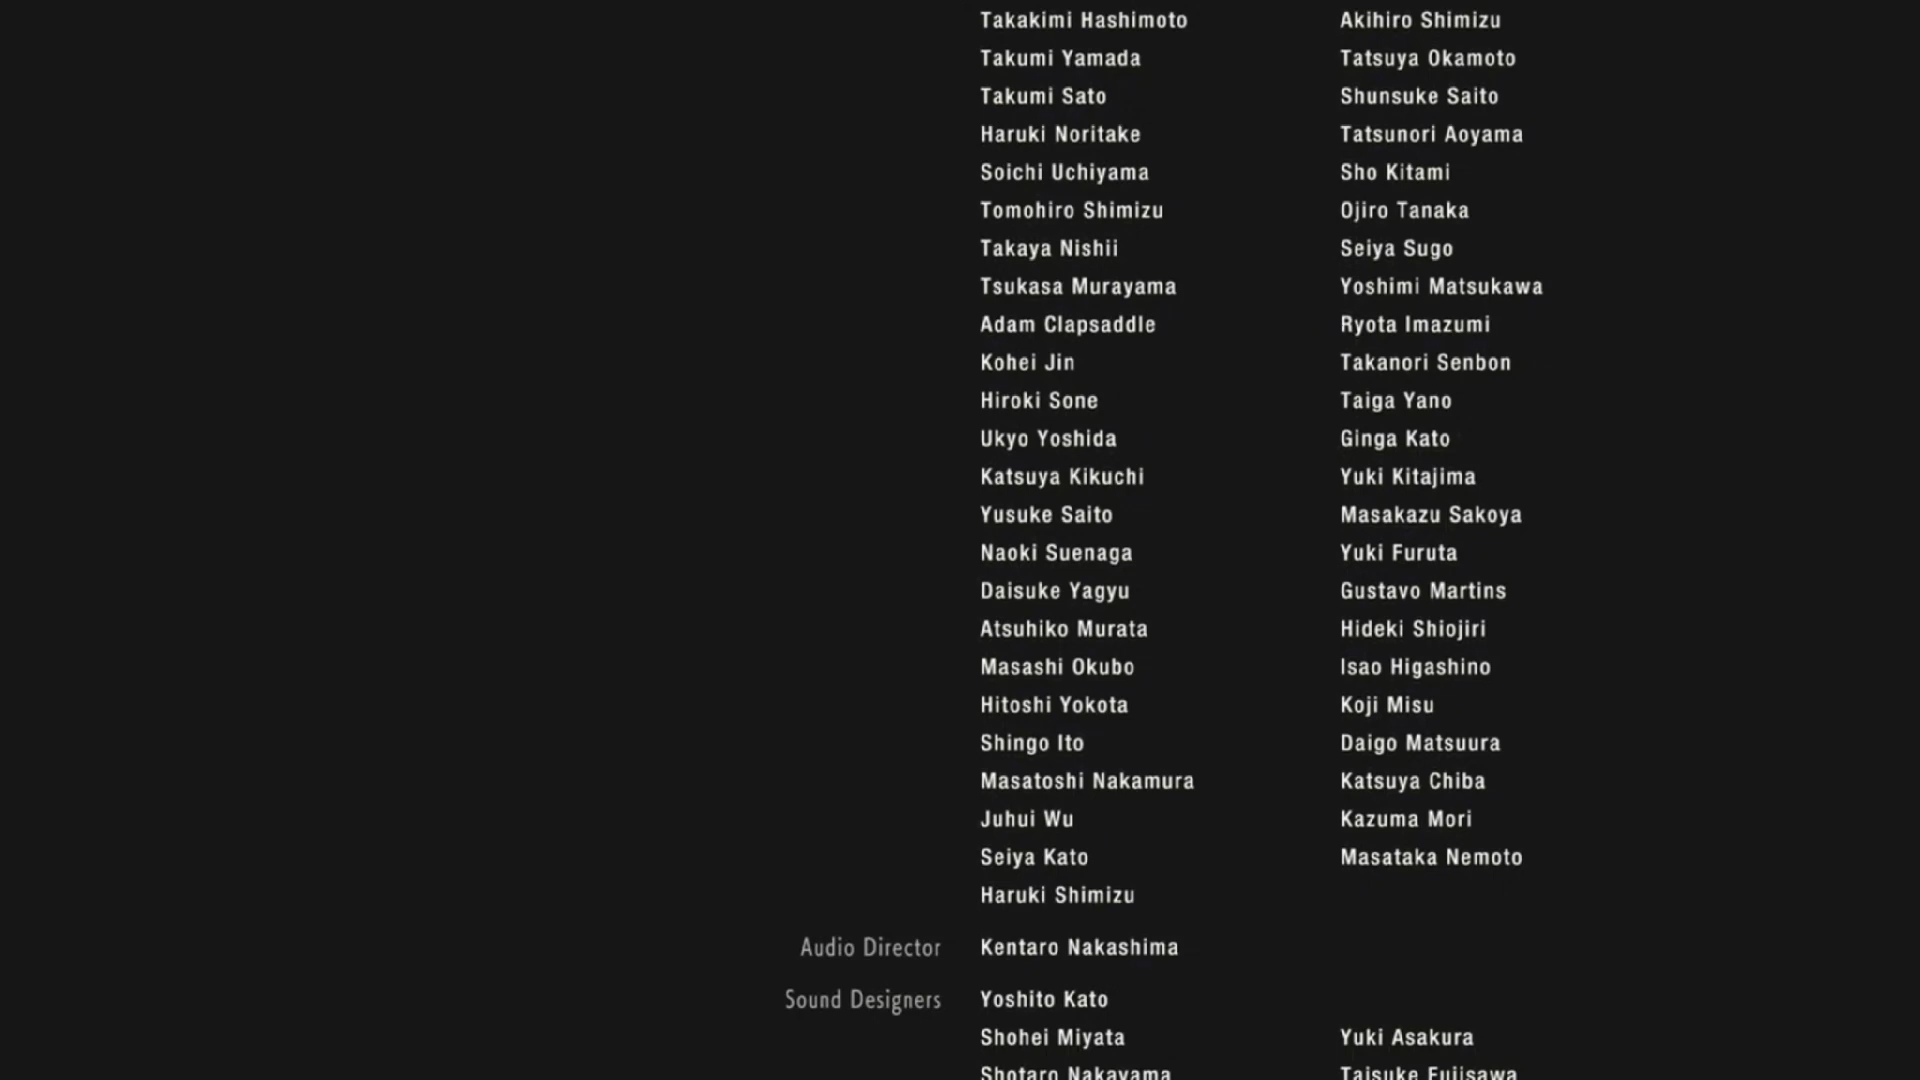 Takakimi Hashimoto Akihiro Shimizu
Takumi Yamada Tatsuya Okamoto
Takumi Sato Shunsuke Saito
Haruki Noritake Tatsunori Aoyama
Soichi Uchiyama Sho Kitami
Tomohiro Shimizu Ojiro Tanaka
Takaya Nishii Seiya Sugo
Tsukasa Murayama Yoshimi Matsukawa
Adam Clapsaddle Ryota Imazumi
Kohei Jin Takanori Senbon
Hiroki Sone Taiga Yano
Ukyo Yoshida Ginga Kato
Katsuya Kikuchi Yuki Kitajima
Yusuke Saito Masakazu Sakoya
Naoki Suenaga Yuki Furuta
Daisuke Yagyu Gustavo Martins
Atsuhiko Murata Hideki Shiojiri
Masashi Okubo Isao Higashino
Hitoshi Yokota Koji Misu
Shingo Ito Daigo Matsuura
Masatoshi Nakamura Katsuya Chiba
Juhui Wu Kazuma Mori
Seiya Kato Masataka Nemoto
Haruki Shimizu
Audio Director Kentaro Nakashima
Sound Designers Yoshito Kato
Shohei Miyata Yuki Asakura
Shotaro Nakayama Taisuke Fujisawa